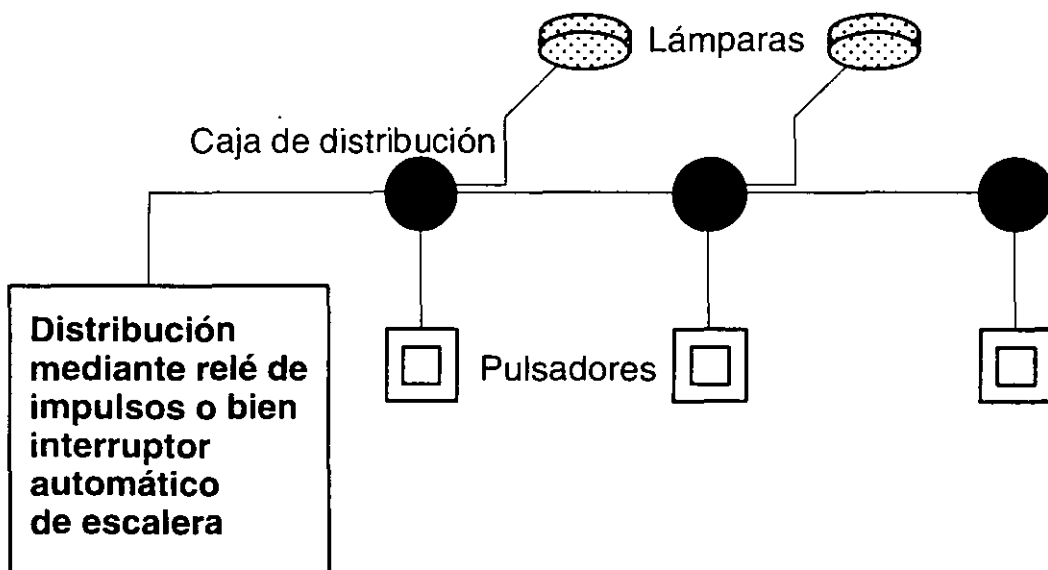 Lámparas
Caja de distribución
Distribución
mediante relé de
impulsos o bien
interruptor
automático
de escalera
Pulsadores